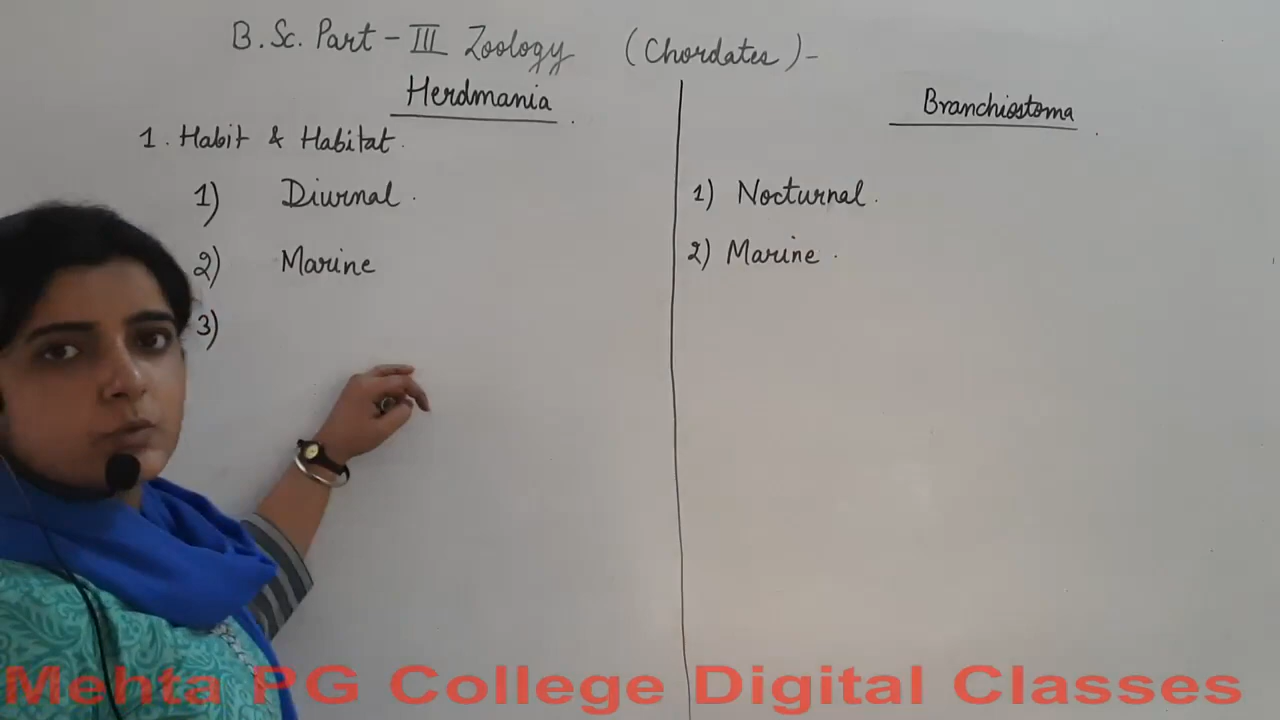 B.Sc. Part - III Zoology (Chordates) -
Herdmania
1. Habit & Habitat.
1) Diurnal.
2) Marine
3)
Branchiostoma
1) Nocturnal.
2) Marine.
Mehta PG College Digital Classes